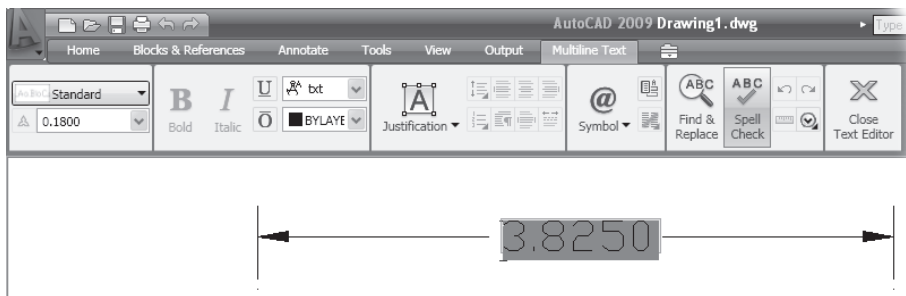 AutoCAD 2009 Drawing1.dwg Type
Home Blocks & References Annotate Tools View Output Multiline Text
Standard
0.1800
B I U O
Bold Italic
txt
BYLAYE
A
Justification
@
Symbol
ABC
Find & Replace
ABC
Spell Check
Close Text Editor
3.8250